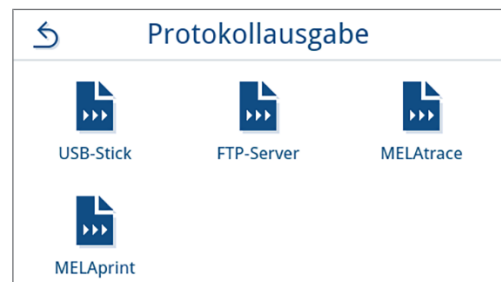 Protokollausgabe
USB-Stick
FTP-Server
MELAtrace
MELAprint